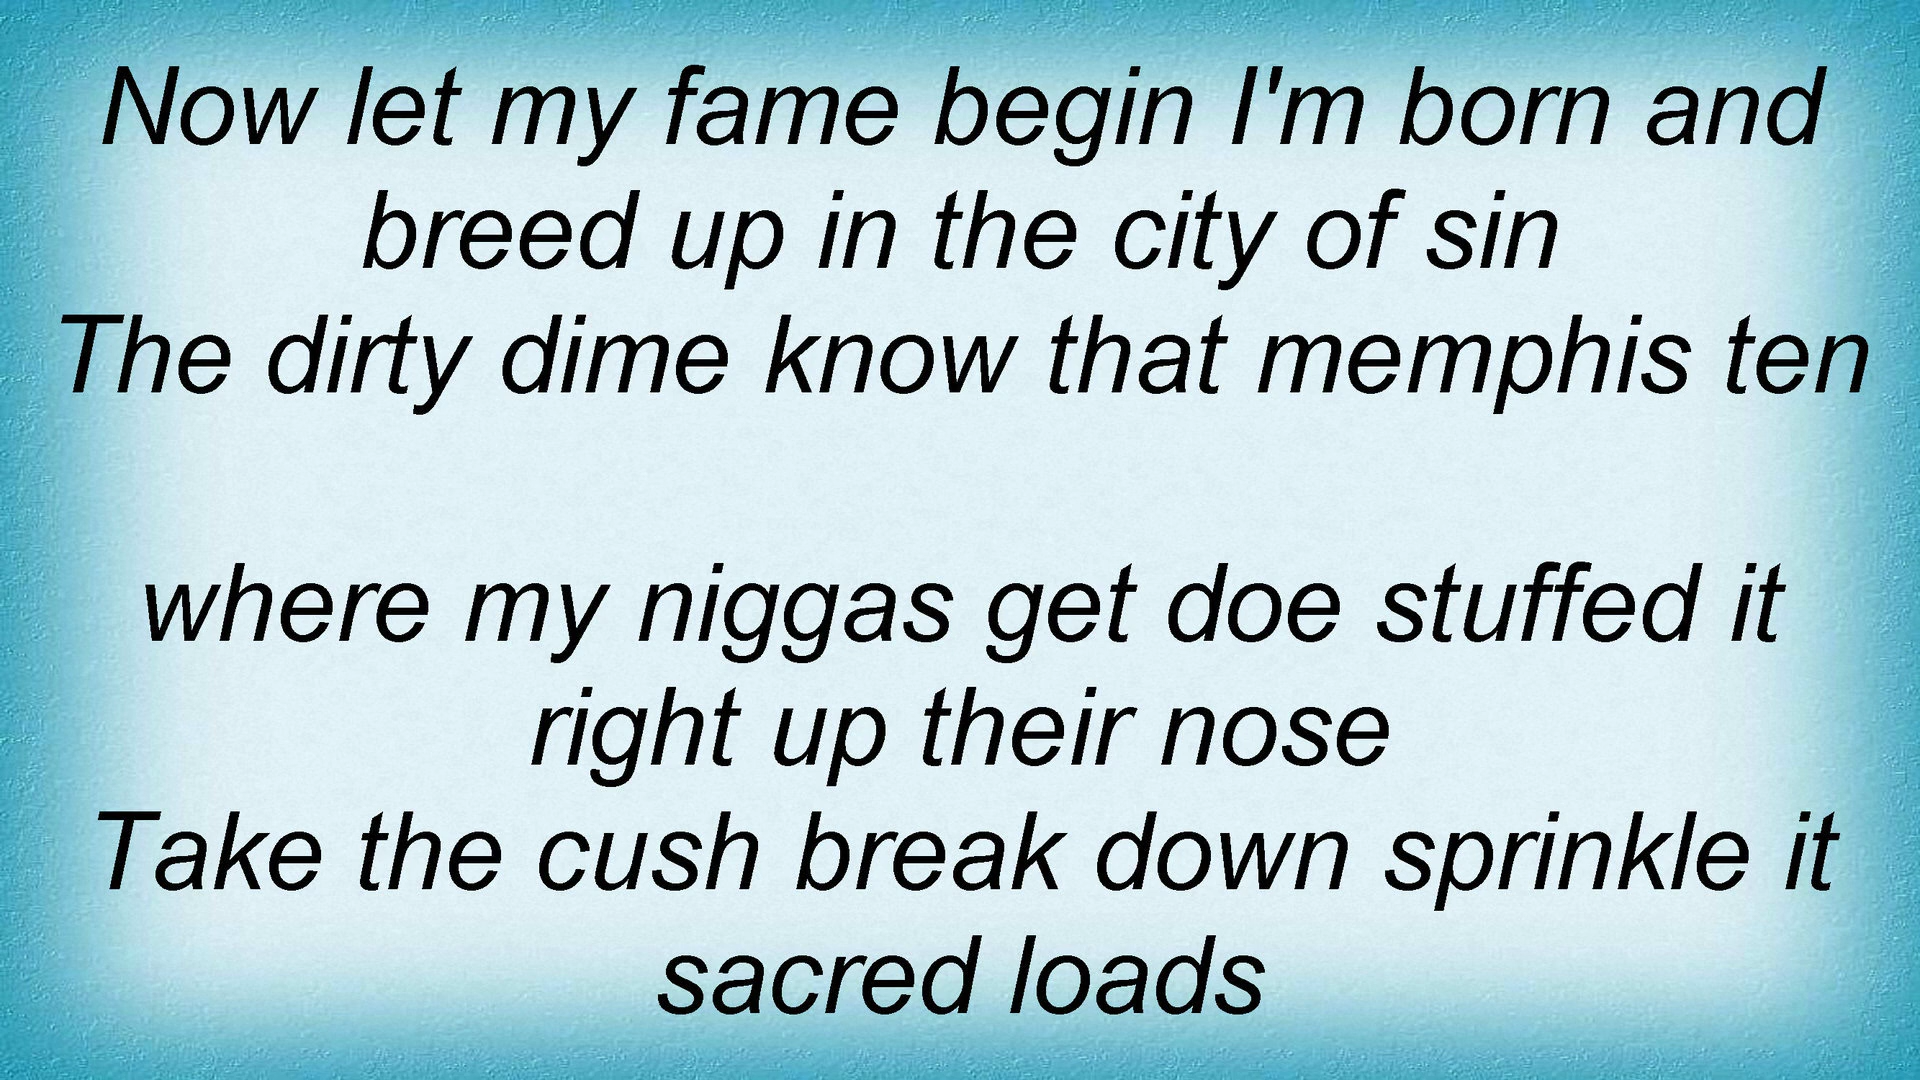 Now let my fame begin I'm born and
breed up in the city of sin
The dirty dime know that memphis ten
where my niggas get doe stuffed it
right up their nose
Take the cush break down sprinkle it
sacred loads